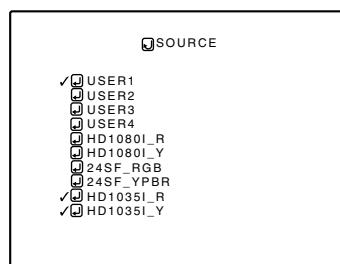 SOURCE
✓ USER1
USER2
USER3
USER4
HD1080I_R
HD1080I_Y
24SF_RGB
24SF_YPBR
✓ HD1035I_R
✓ HD1035I_Y